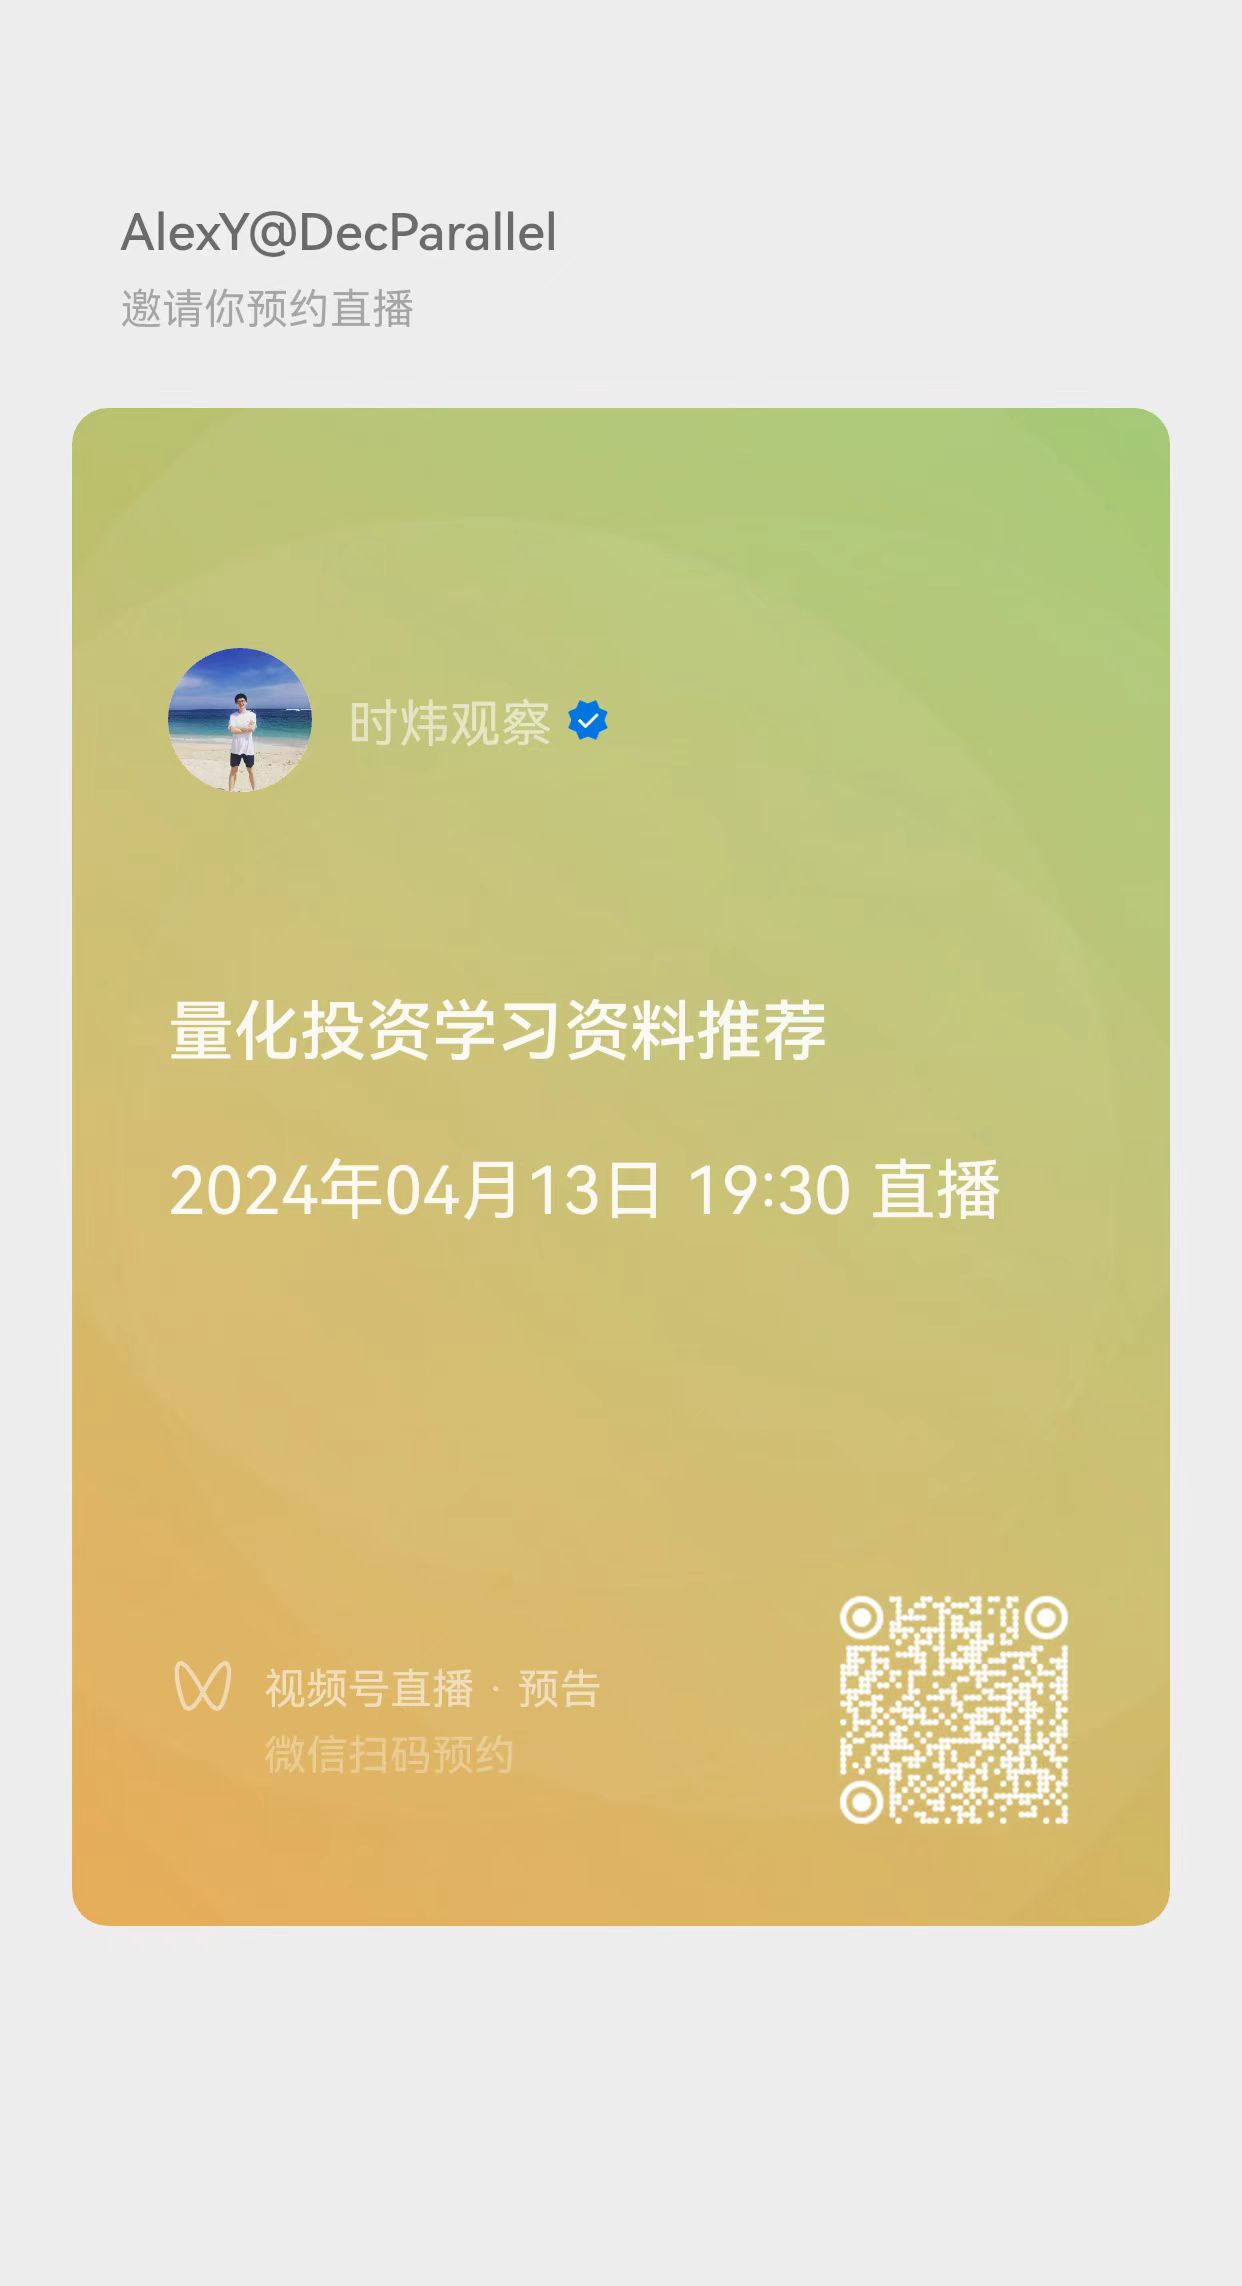 AlexY@DecParallel
邀请你预约直播
时炜观察
量化投资学习资料推荐
2024年04月13日 19:30 直播
视频号直播 · 预告
微信扫码预约